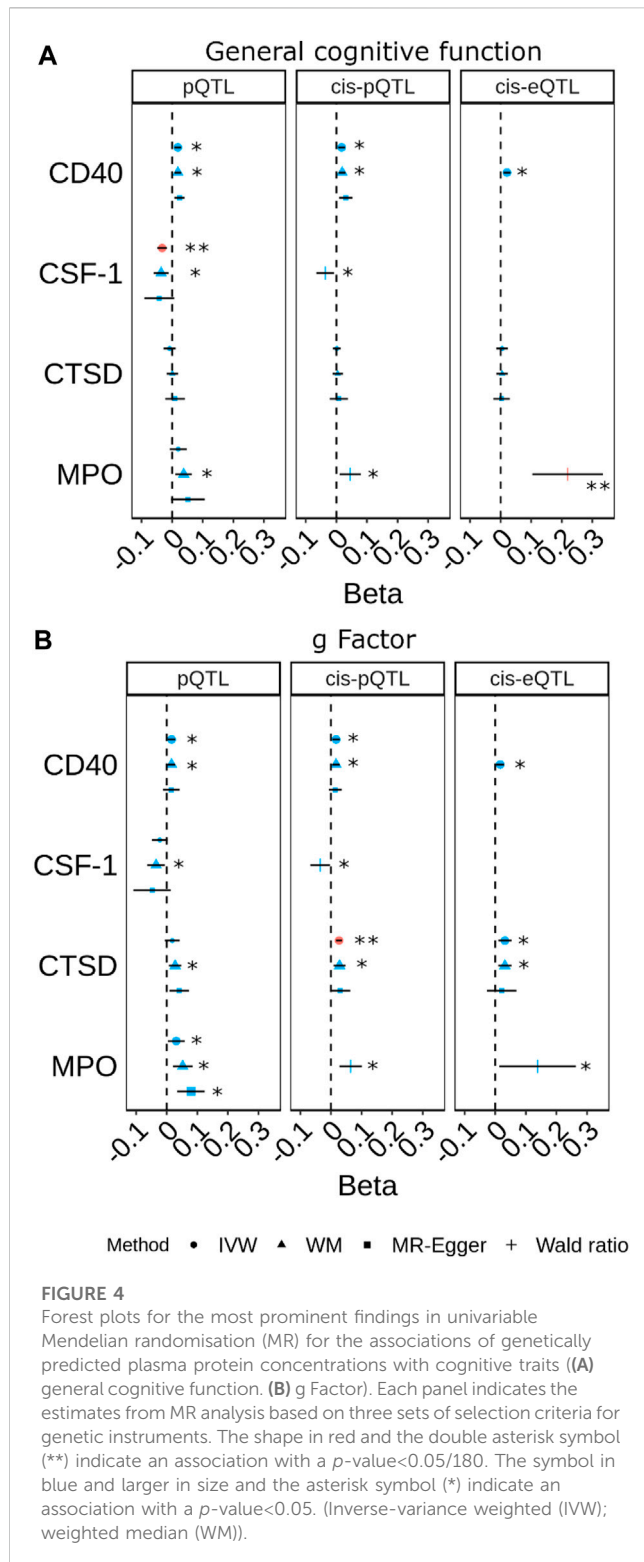 A
General cognitive function
pQTL cis-pQTL cis-eQTL
* *
CD40 * * *
**
CSF-1 * *
CTSD
MPO * * **
-0.1 0 0.1 0.2 0.3 -0.1 0 0.1 0.2 0.3 -0.1 0 0.1 0.2 0.3
Beta
B
g Factor
pQTL cis-pQTL cis-eQTL
* *
CD40 * * *
CSF-1 * *
** *
CTSD * * *
*
MPO * * *
*
-0.1 0 0.1 0.2 0.3 -0.1 0 0.1 0.2 0.3 -0.1 0 0.1 0.2 0.3
Beta
Method IVW WM MR-Egger Wald ratio
FIGURE 4
Forest plots for the most prominent findings in univariable
Mendelian randomisation (MR) for the associations of genetically
predicted plasma protein concentrations with cognitive traits ((A)
general cognitive function. (B) g Factor). Each panel indicates the
estimates from MR analysis based on three sets of selection criteria for
genetic instruments. The shape in red and the double asterisk symbol
(**) indicate an association with a p-value<0.05/180. The symbol in
blue and larger in size and the asterisk symbol (*) indicate an
association with a p-value<0.05. (Inverse-variance weighted (IVW);
weighted median (WM)).